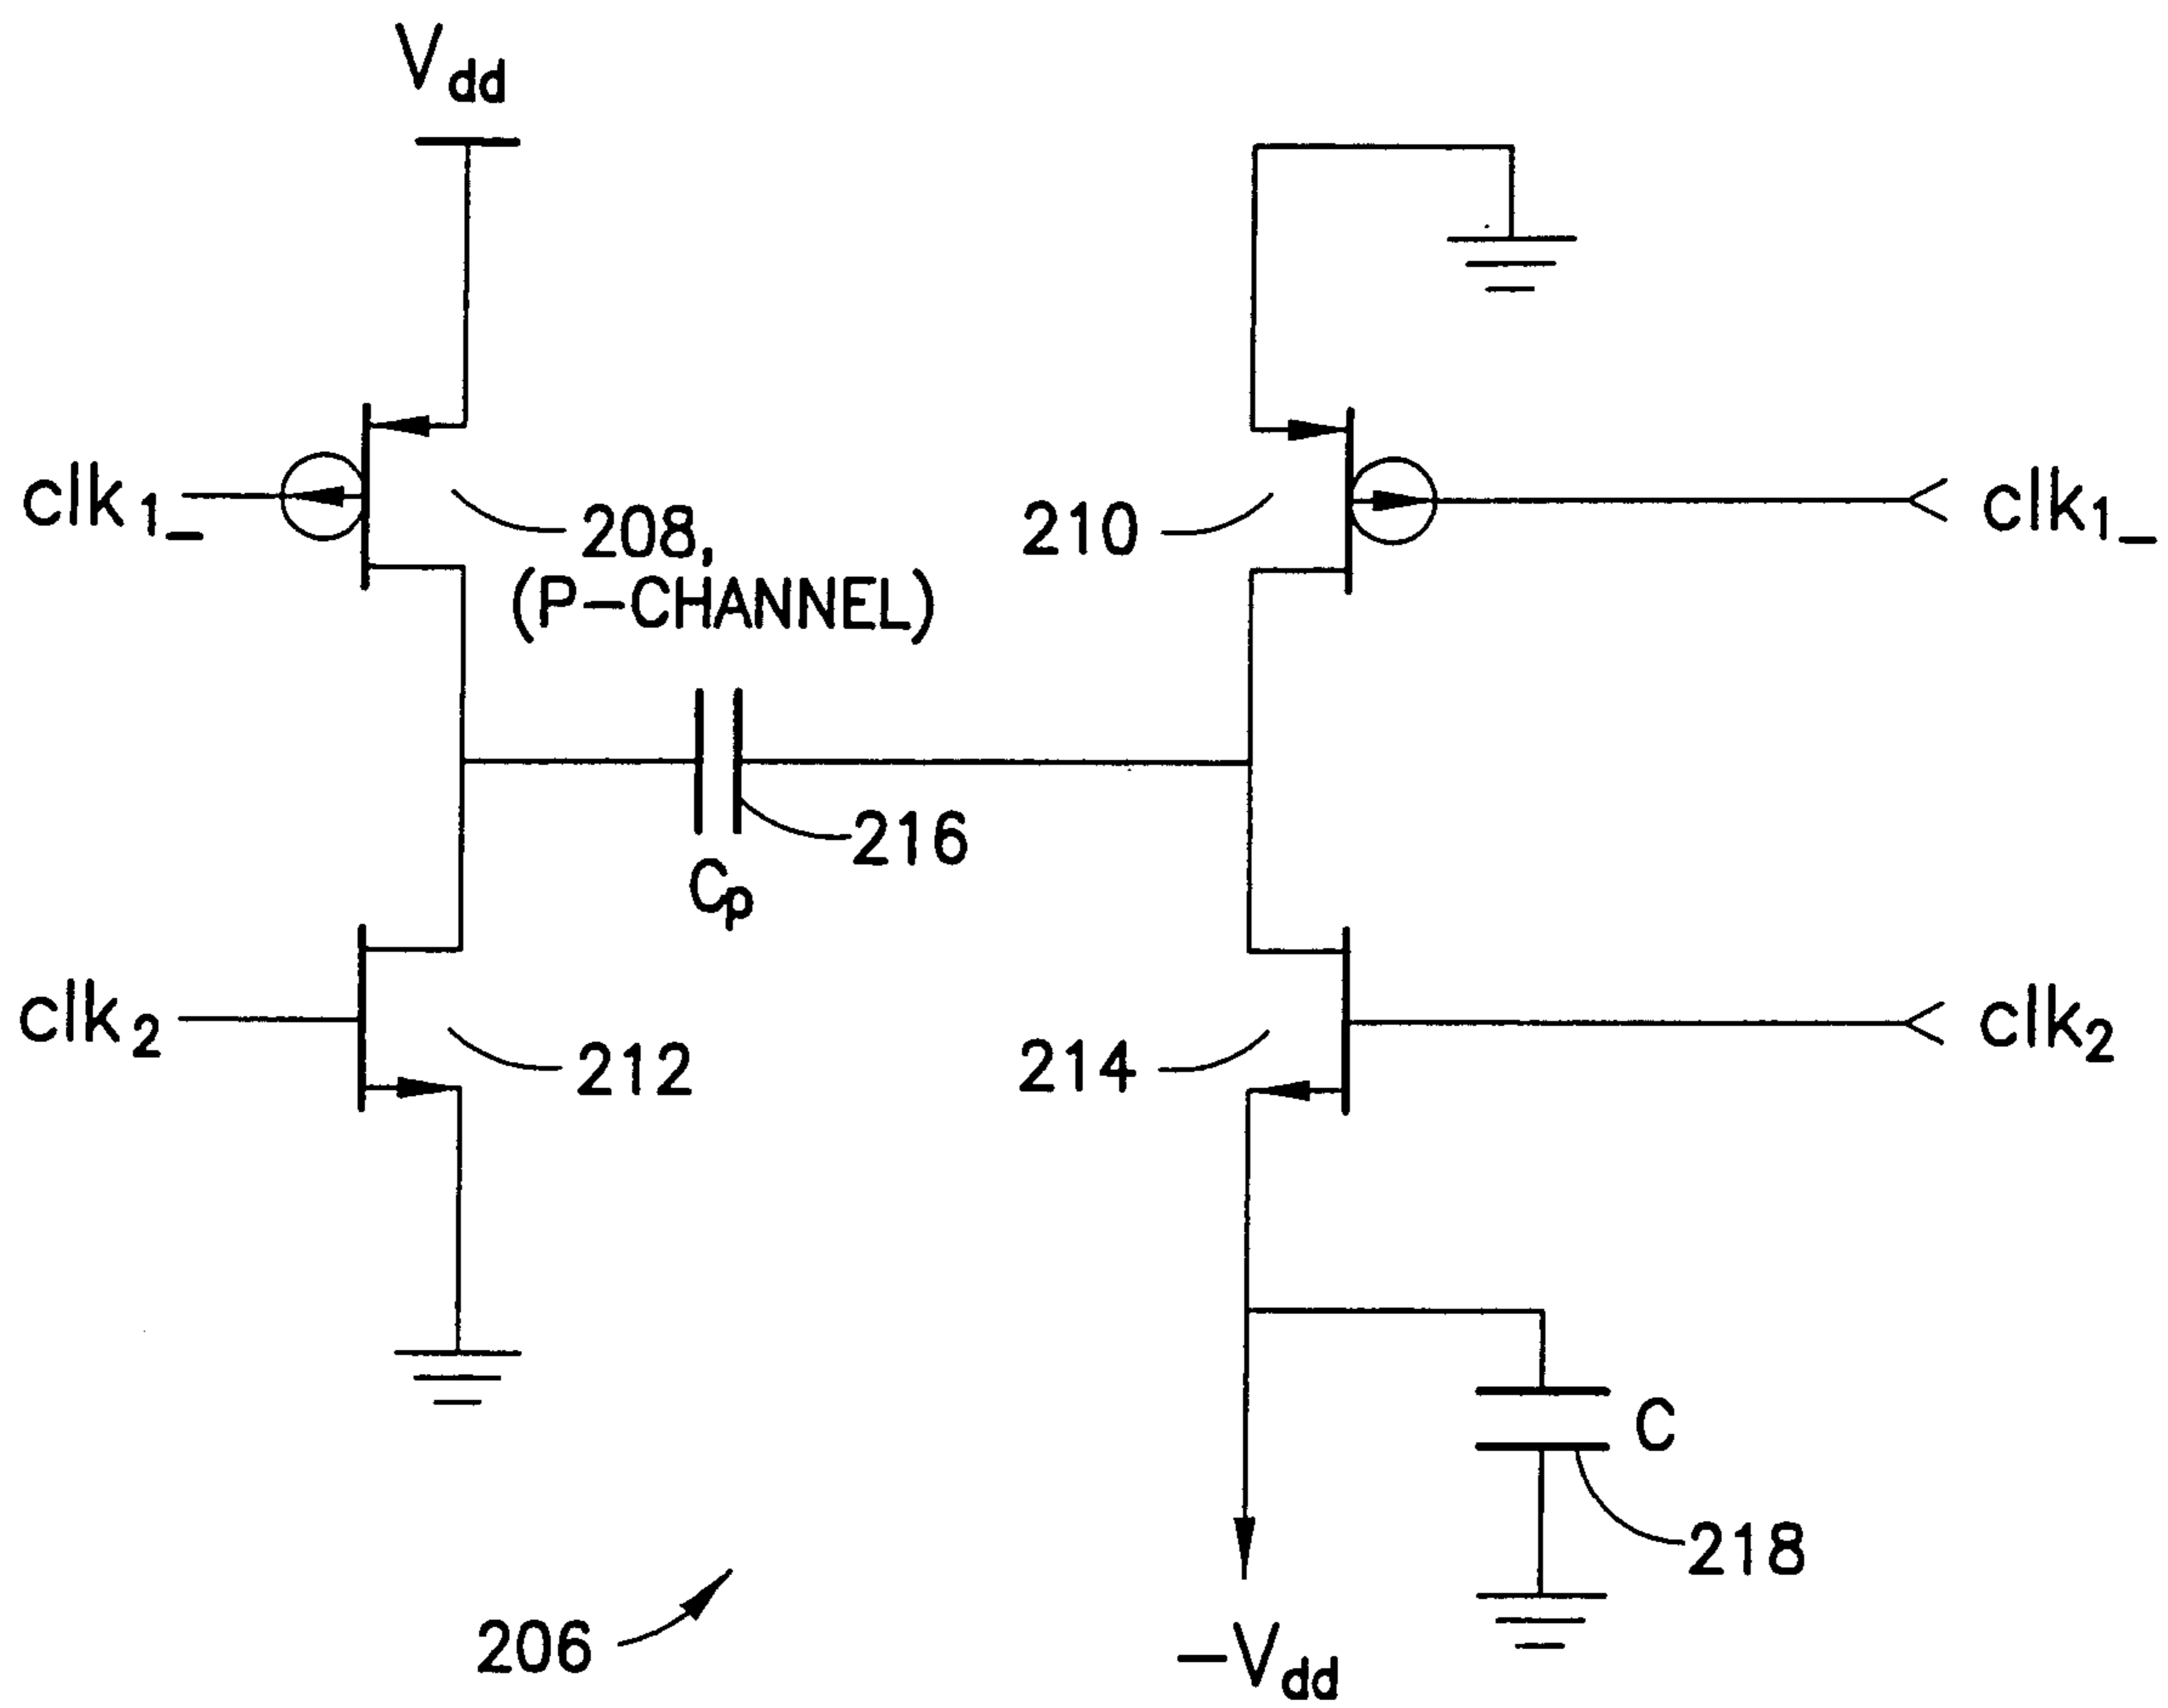 Vdd
clk1_
208,
(P-CHANNEL)
210
clk1_
216
Cp
clk2
212
214
clk2
C
218
206
-Vdd